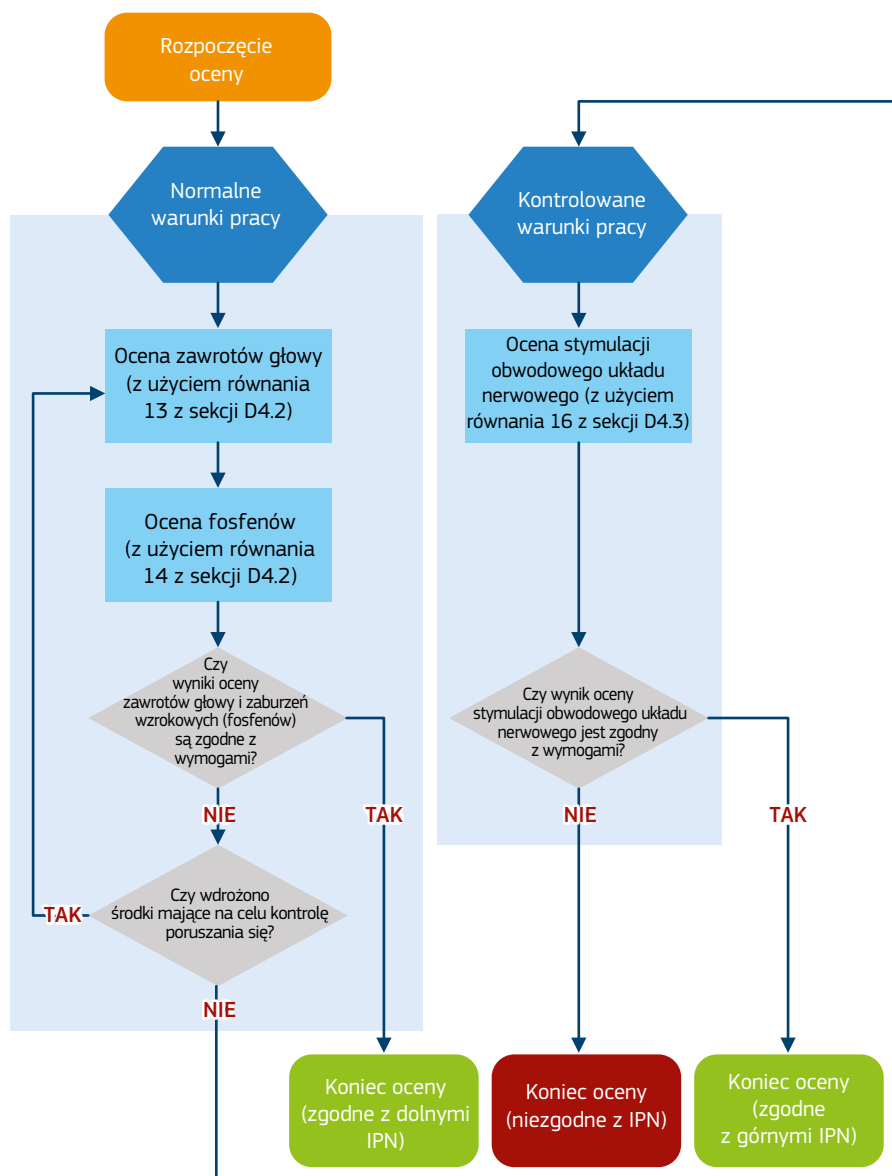 Rozpoczęcie
oceny
Normalne
warunki pracy
Ocena zawrotów głowy
(z użyciem równania
13 z sekcji D4.2)
Ocena fosfenów
(z użyciem równania
14 z sekcji D4.2)
Czy
wyniki oceny
zawrotów głowy i zaburzeń
wzrokowych (fosfenów)
są zgodne z
wymogami?
NIE
TAK
Czy wdrożono
środki mające na celu kontrolę
poruszania się?
TAK
NIE
Koniec oceny
(zgodne z dolnymi
IPN)
Kontrolowane
warunki pracy
Ocena stymulacji
obwodowego układu
nerwowego (z użyciem
równania 16 z sekcji D4.3)
Czy wynik oceny
stymulacji obwodowego układu
nerwowego jest zgodny
z wymogami?
NIE
TAK
Koniec oceny
(niezgodne z IPN)
Koniec oceny
(zgodne
z górnymi IPN)